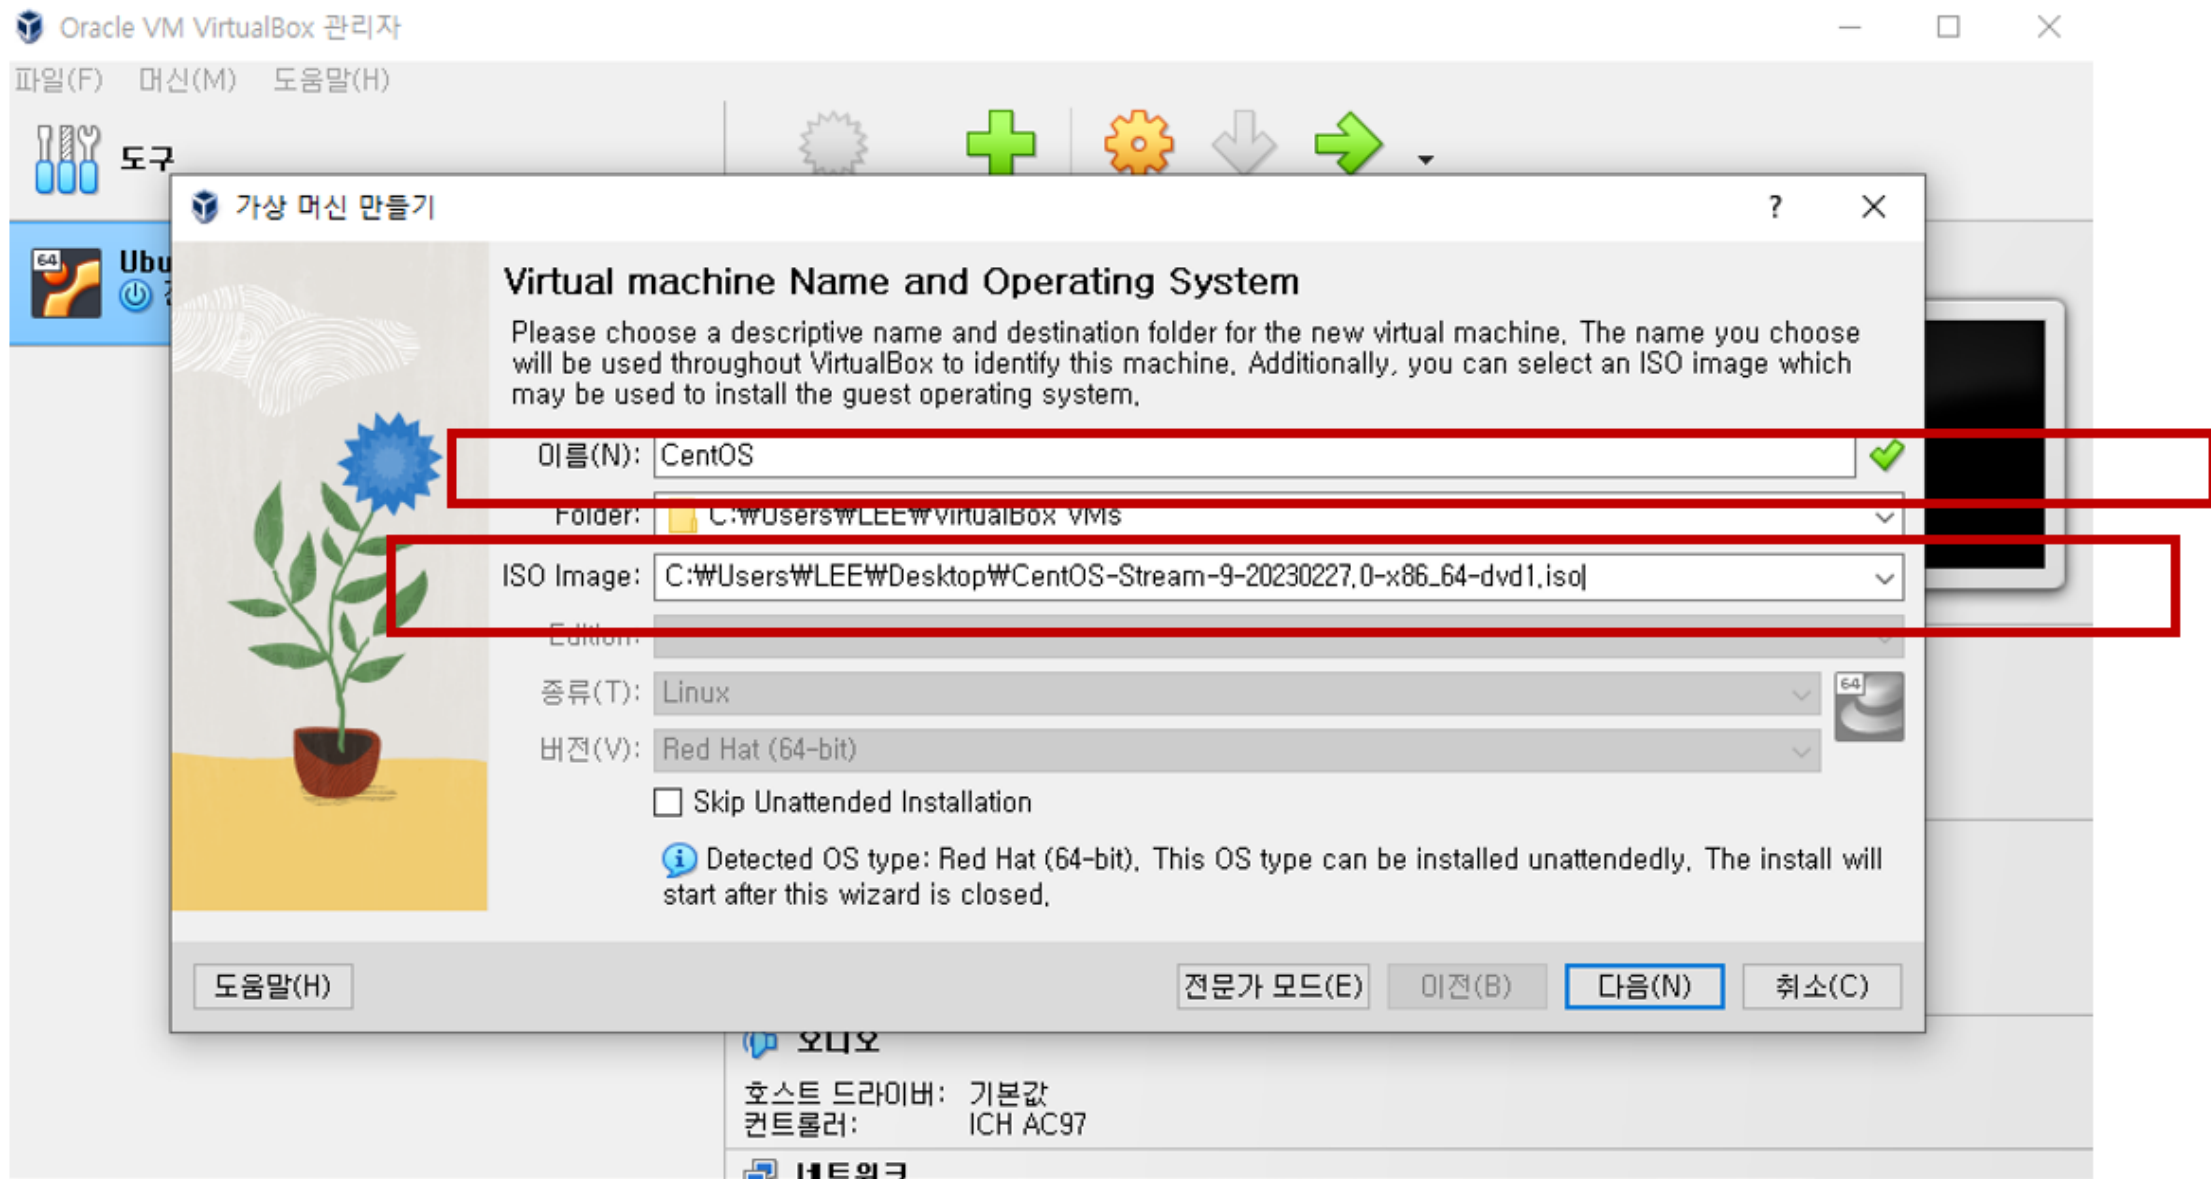 Oracle VM VirtualBox 관리자
파일(F) 머신(M) 도움말(H)
도구
64 Ubu
가상 머신 만들기 ?
Virtual machine Name and Operating System
Please choose a descriptive name and destination folder for the new virtual machine. The name you choose
will be used throughout VirtualBox to identify this machine. Additionally, you can select an ISO image which
may be used to install the guest operating system.
이름(N): CentOS
Folder: C:₩Users₩LEE₩VirtualBox VMs
ISO Image: C:₩Users₩LEE₩Desktop₩CentOS-Stream-9-20230227.0-x86_64-dvd1.iso
Edition:
종류(T): Linux 64
버전(V): Red Hat (64-bit)
Skip Unattended Installation
Detected OS type: Red Hat (64-bit). This OS type can be installed unattendedly. The install will
start after this wizard is closed.
도움말(H) 전문가 모드(E) 이전(B) 다음(N) 취소(C)
오디오
호스트 드라이버: 기본값
컨트롤러: ICH AC97
네트워크